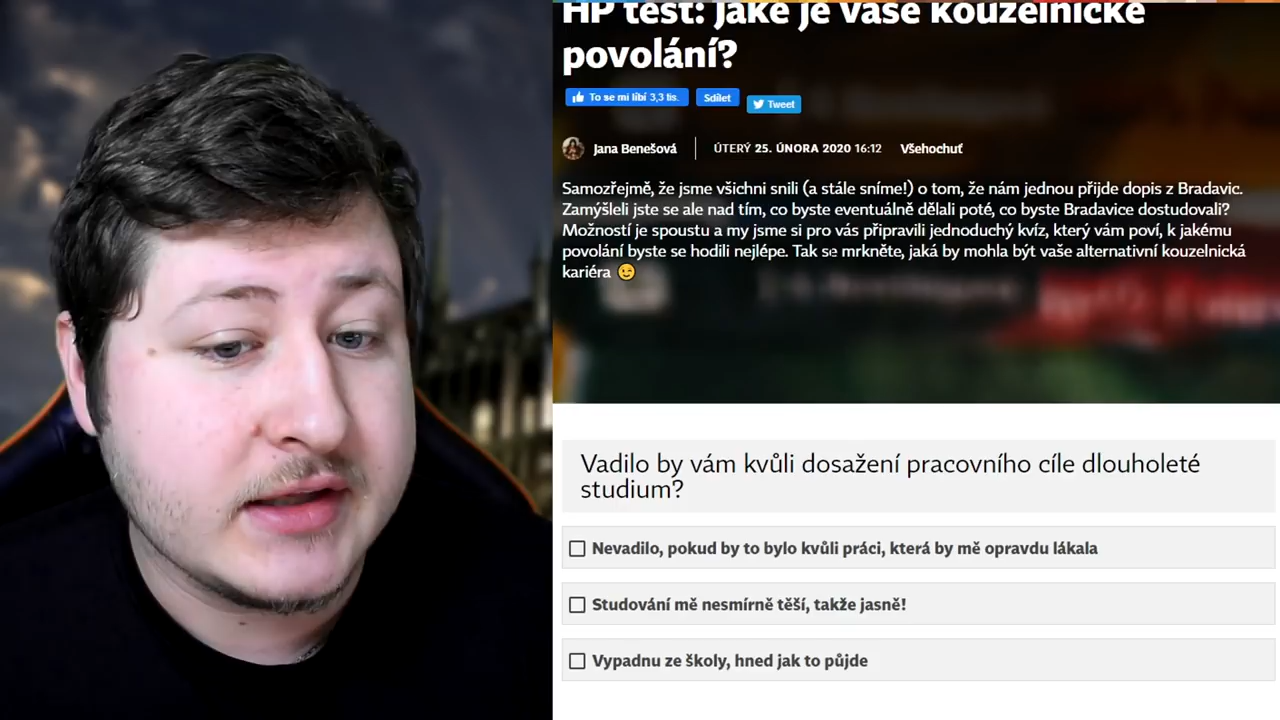 HP test: Jaké je vaše kouzelnické
povolání?
To se mi líbí 3,3 tis.
Sdílet
Tweet
Jana Benešová
ÚTERÝ 25. ÚNORA 2020 16:12
Všehochuť
Samozřejmě, že jsme všichni snili (a stále sníme!) o tom, že nám jednou přijde dopis z Bradavic.
Zamýšleli jste se ale nad tím, co byste eventuálně dělali poté, co byste Bradavice dostudovali?
Možností je spoustu a my jsme si pro vás připravili jednoduchý kvíz, který vám poví, k jakému
povolání byste se hodili nejlépe. Tak se mrkněte, jaká by mohla být vaše alternativní kouzelnická
kariéra 😉
Vadilo by vám kvůli dosažení pracovního cíle dlouholeté
studium?
Nevadilo, pokud by to bylo kvůli práci, která by mě opravdu lákala
Studování mě nesmírně těší, takže jasně!
Vypadnu ze školy, hned jak to půjde